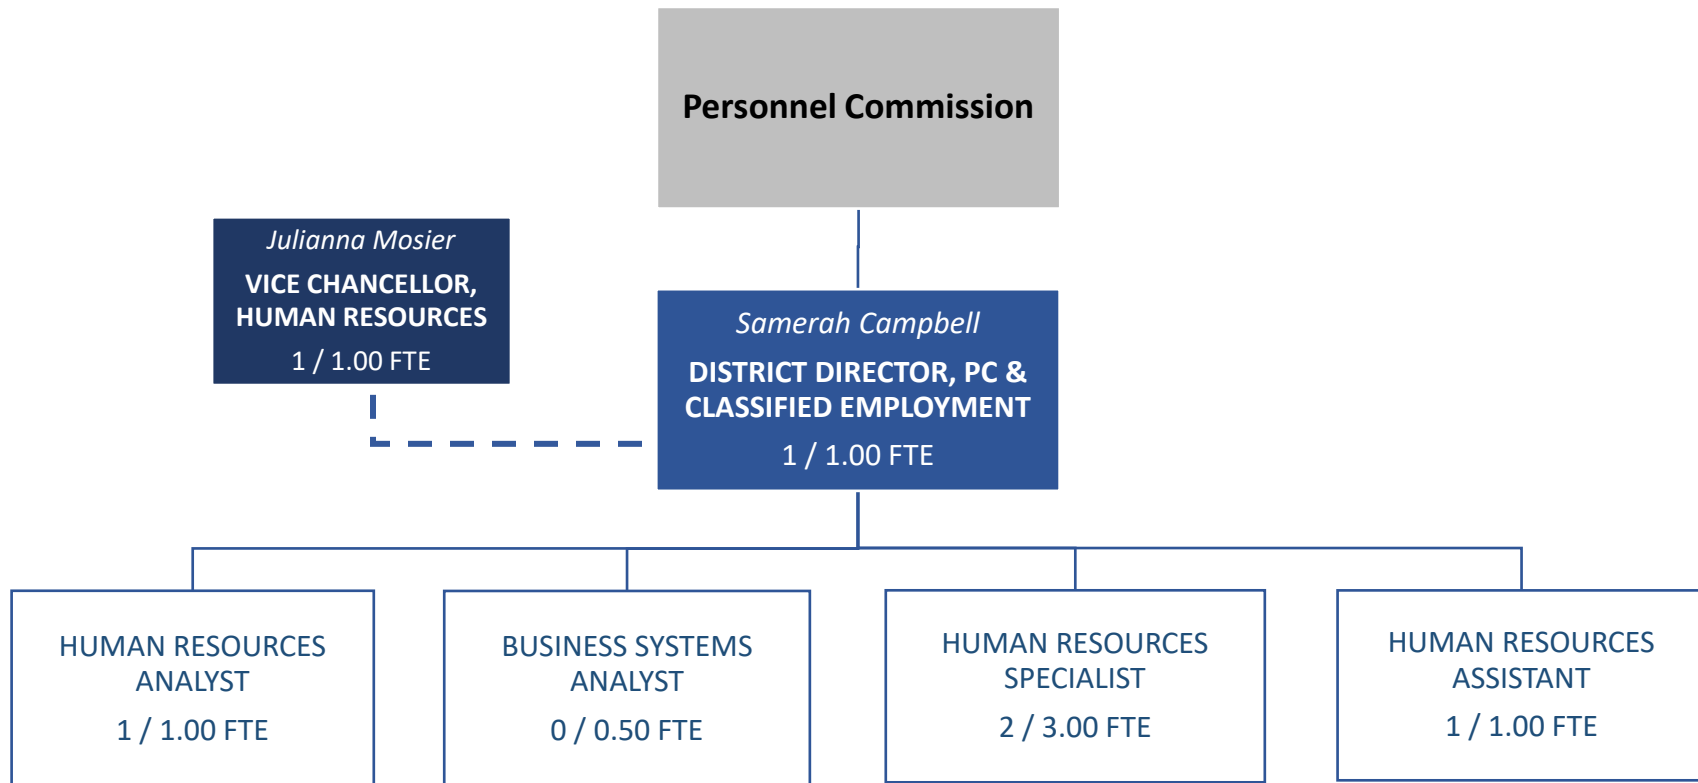 Personnel Commission
Julianna Mosier
VICE CHANCELLOR,
HUMAN RESOURCES
1 / 1.00 FTE
Samerah Campbell
DISTRICT DIRECTOR, PC &
CLASSIFIED EMPLOYMENT
1 / 1.00 FTE
HUMAN RESOURCES
ANALYST
1 / 1.00 FTE
BUSINESS SYSTEMS
ANALYST
0 / 0.50 FTE
HUMAN RESOURCES
SPECIALIST
2 / 3.00 FTE
HUMAN RESOURCES
ASSISTANT
1 / 1.00 FTE